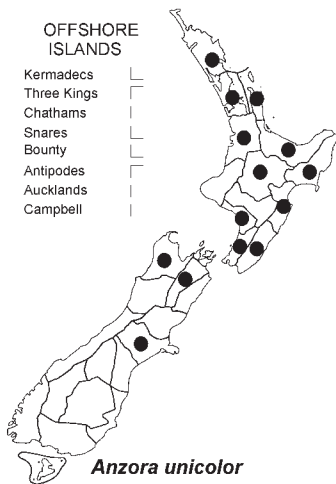 OFFSHORE
ISLANDS
Kermadecs
Three Kings
Chathams
Snares
Bounty
Antipodes
Aucklands
Campbell
Anzora unicolor